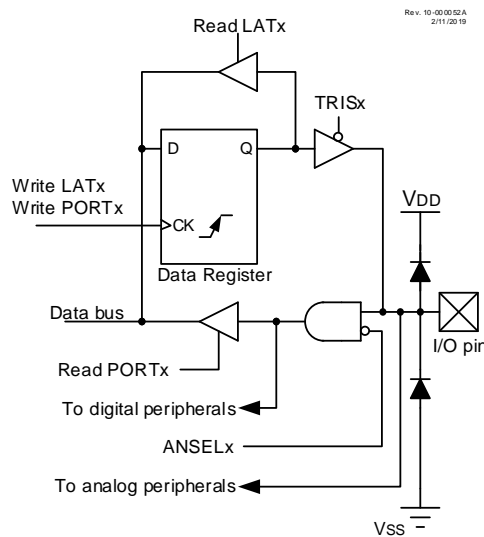 Rev. 10-000052A
2/11/2019
Read LATx
TRISx
D
Q
Write LATx
Write PORTx
CK
VDD
Data Register
Data bus
I/O pin
Read PORTx
To digital peripherals
ANSELx
To analog peripherals
VSS